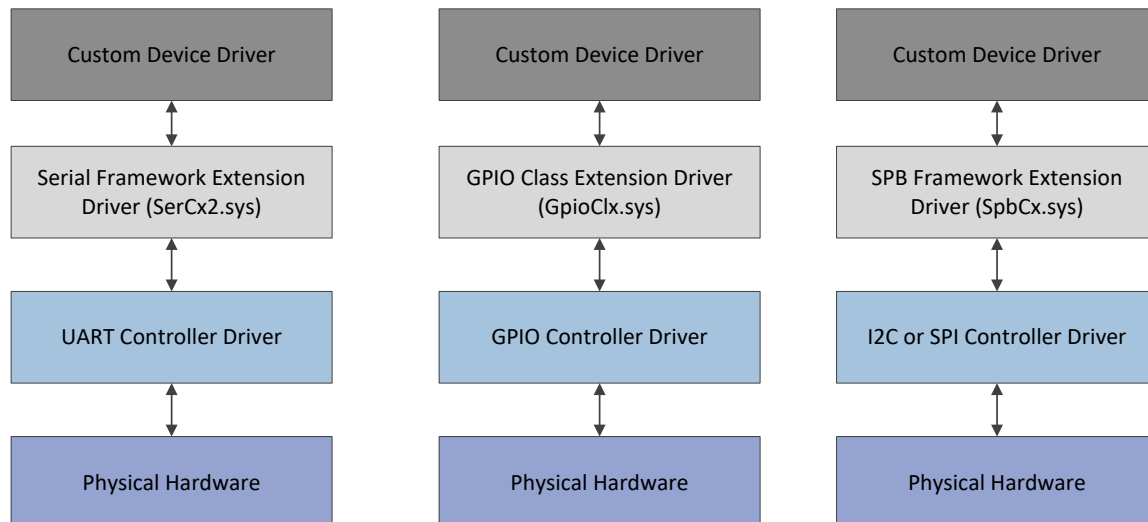 Custom Device Driver
Custom Device Driver
Custom Device Driver
Serial Framework Extension
Driver (SerCx2.sys)
GPIO Class Extension Driver
(GpioClx.sys)
SPB Framework Extension
Driver (SpbCx.sys)
UART Controller Driver
GPIO Controller Driver
I2C or SPI Controller Driver
Physical Hardware
Physical Hardware
Physical Hardware